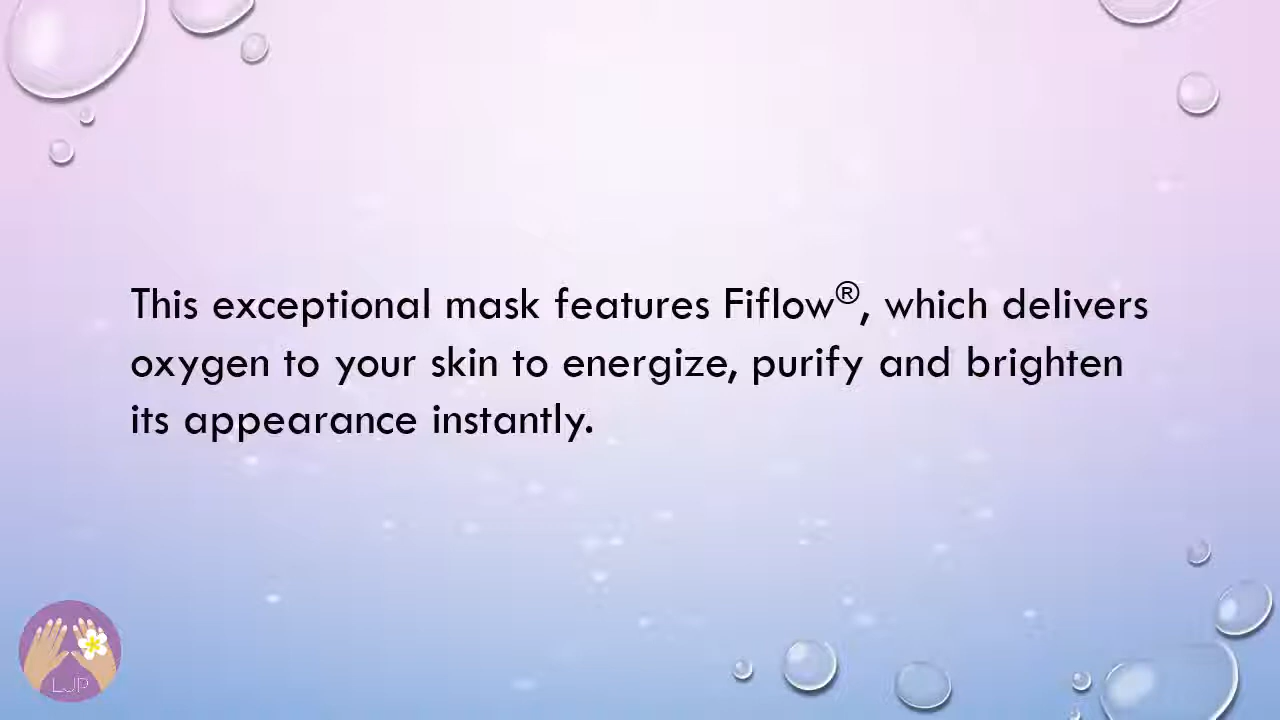 This exceptional mask features Fiflow®, which delivers
oxygen to your skin to energize, purify and brighten
its appearance instantly.
LJP